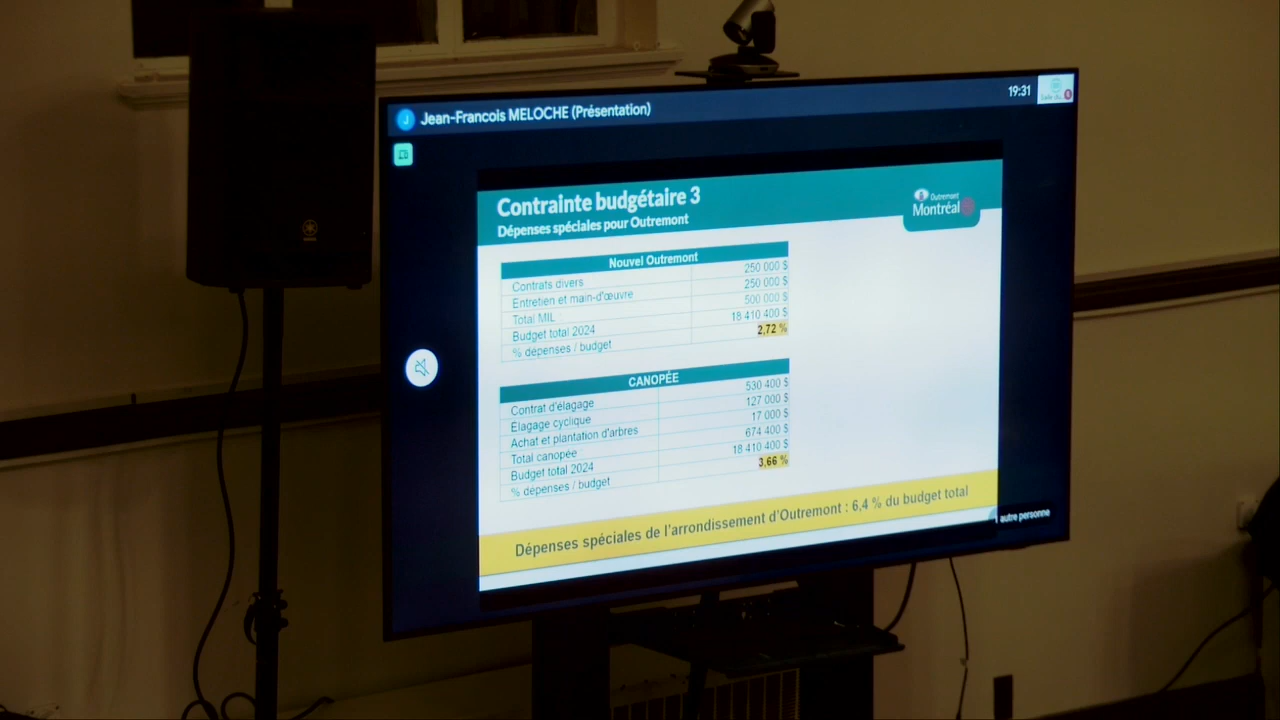 Jean-Francois MELOCHE (Présentation)
19:31
Contrainte budgétaire 3
Dépenses spéciales pour Outremont
Outremont
Montréal
Nouvel Outremont
Contrats divers 250 000 $
Entretien et main-d'œuvre 250 000 $
Total MIL 500 000 $
Budget total 2024 18 410 400 $
% dépenses / budget 2,72 %
CANOPÉE
Contrat d'élagage 530 400 $
Élagage cyclique 127 000 $
Achat et plantation d'arbres 17 000 $
Total canopée 674 400 $
Budget total 2024 18 410 400 $
% dépenses / budget 3,66 %
Dépenses spéciales de l'arrondissement d'Outremont : 6,4 % du budget total
autre personne